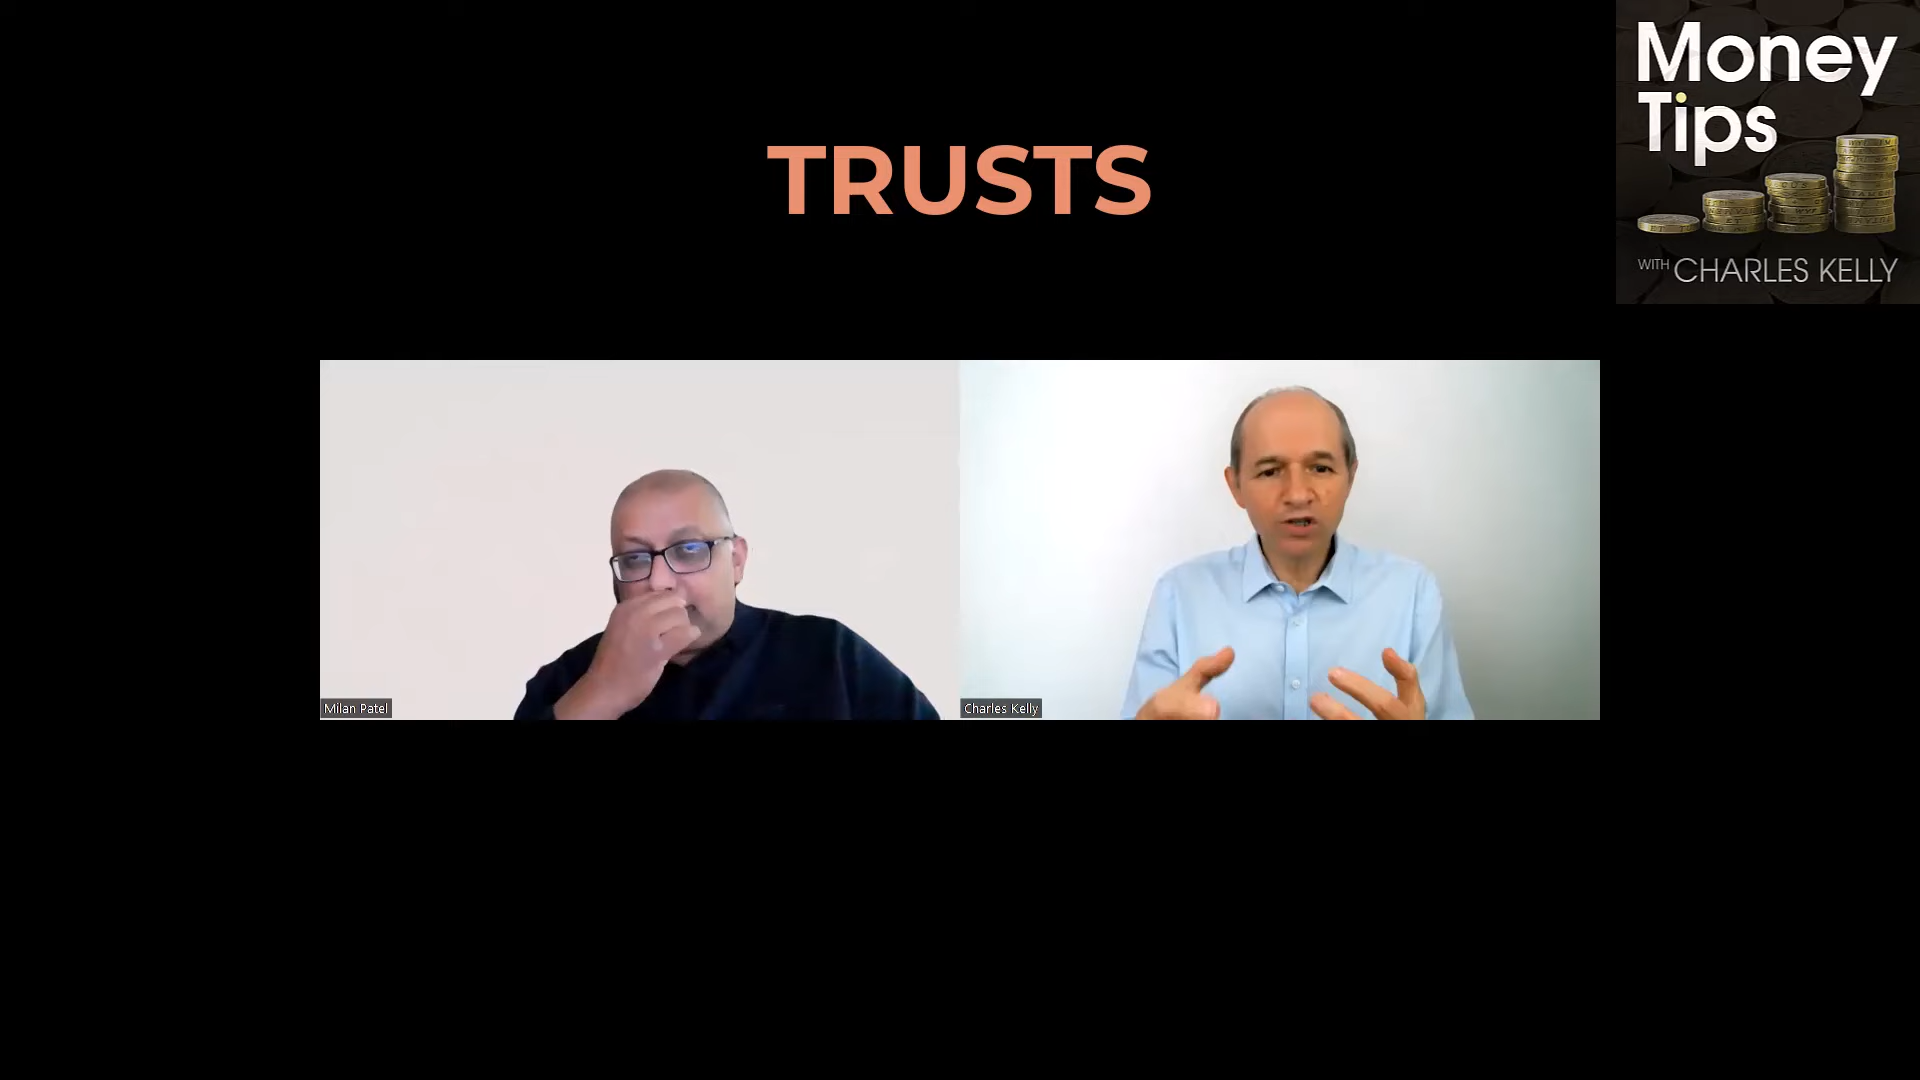 TRUSTS
Money
Tips
WITH CHARLES KELLY
Milan Patel
Charles Kelly